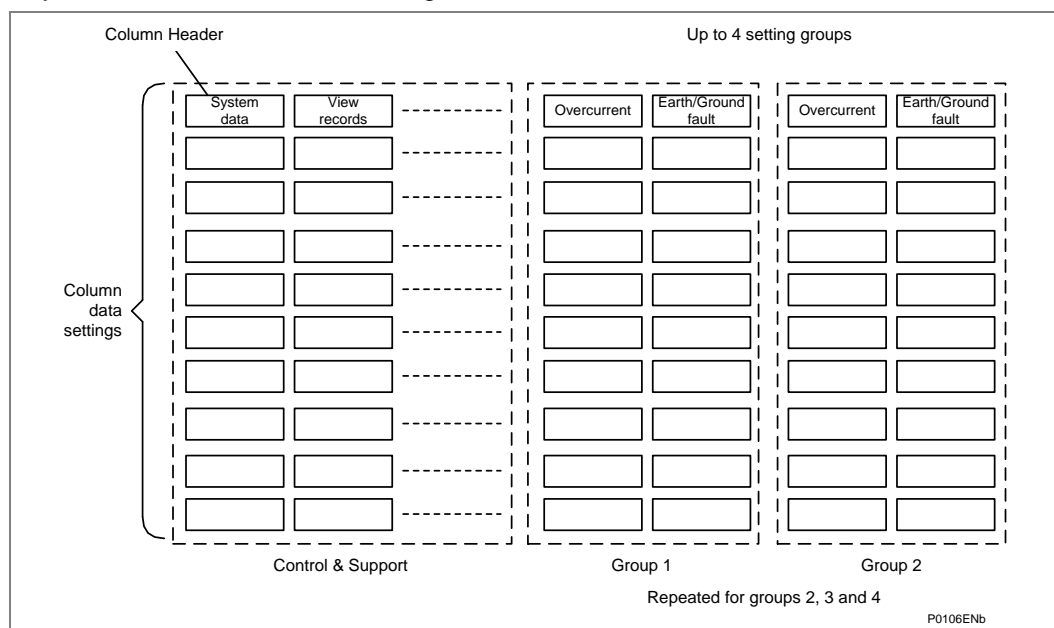 Column Header
Up to 4 setting groups
System
data
View
records
Overcurrent
Earth/Ground
fault
Overcurrent
Earth/Ground
fault
Column
data
settings
Control & Support
Group 1
Group 2
Repeated for groups 2, 3 and 4
P0106ENb